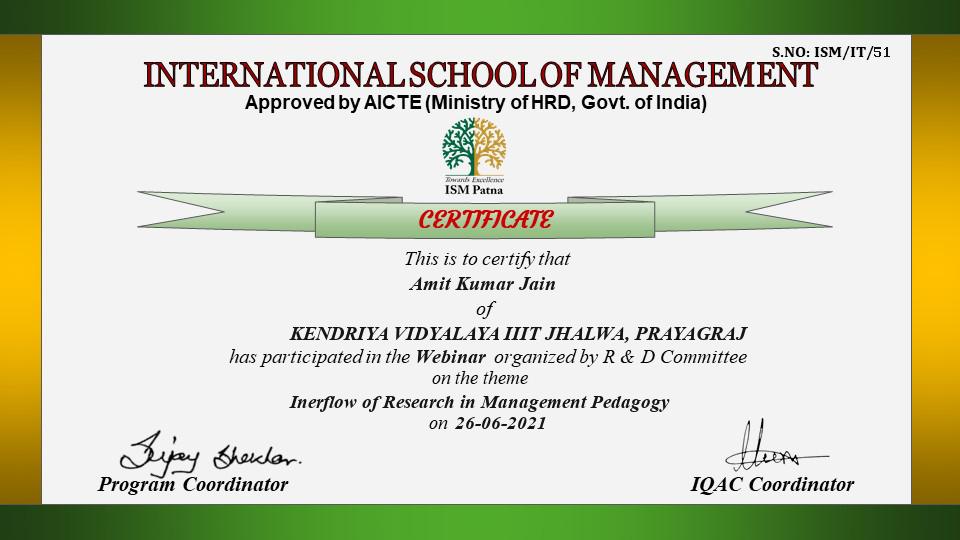 S.NO: ISM/IT/51
INTERNATIONAL SCHOOL OF MANAGEMENT
Approved by AICTE (Ministry of HRD, Govt. of India)
Towards Excellence
ISM Patna
CERTIFICATE
This is to certify that
Amit Kumar Jain
of
KENDRIYA VIDYALAYA IIIT JHALWA, PRAYAGRAJ
has participated in the Webinar organized by R & D Committee
on the theme
Inerflow of Research in Management Pedagogy
on 26-06-2021
Program Coordinator IQAC Coordinator